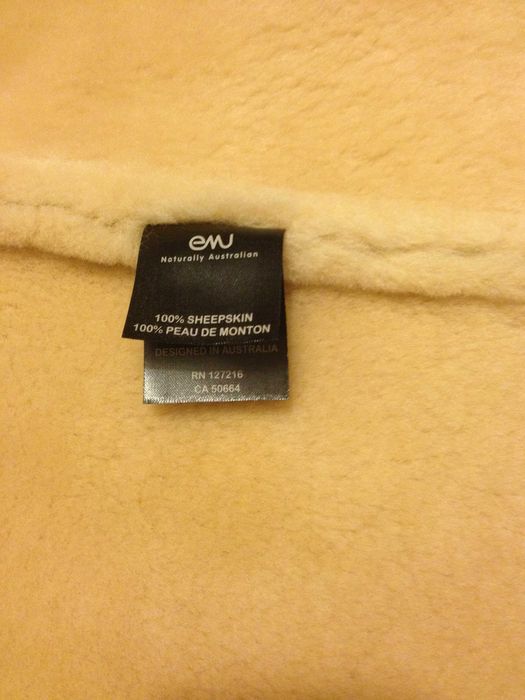 emu
Naturally Australian
100% SHEEPSKIN
100% PEAU DE MONTON
DESIGNED IN AUSTRALIA
RN 127216
CA 50664